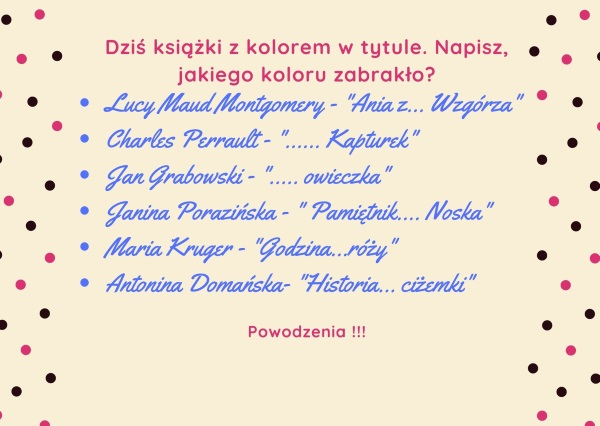 Dziś książki z kolorem w tytule. Napisz,
jakiego koloru zabrakło?
Lucy Maud Montgomery - "Ania z... Wzgórza"
Charles Perrault - "...... Kapturek"
Jan Grabowski - "..... owieczka"
Janina Porazińska - " Pamiętnik.... Noska"
Maria Kruger - "Godzina...róży"
Antonina Domańska- "Historia... ciżemki"
Powodzenia !!!